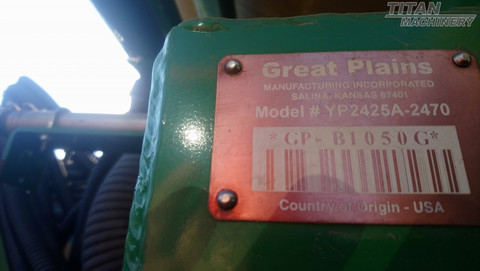 TITAN
MACHINERY
Great Plains
MANUFACTURING INCORPORATED
SALINA, KANSAS 67401
Model # YP2425A-2470
*GP-B1050G*
Country of Origin - USA